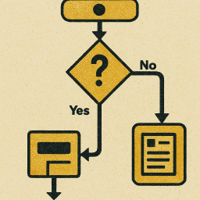 ?
No
Yes